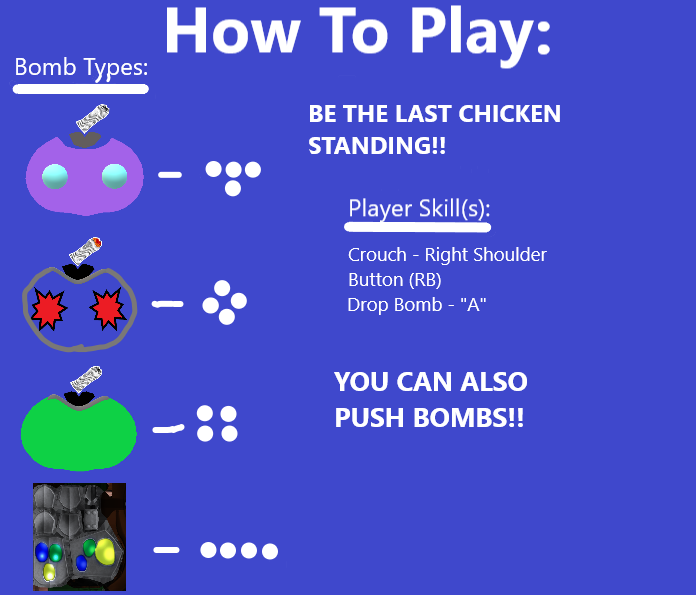 How To Play:
Bomb Types:
BE THE LAST CHICKEN
STANDING!!
Player Skill(s):
Crouch - Right Shoulder
Button (RB)
Drop Bomb - "A"
YOU CAN ALSO
PUSH BOMBS!!